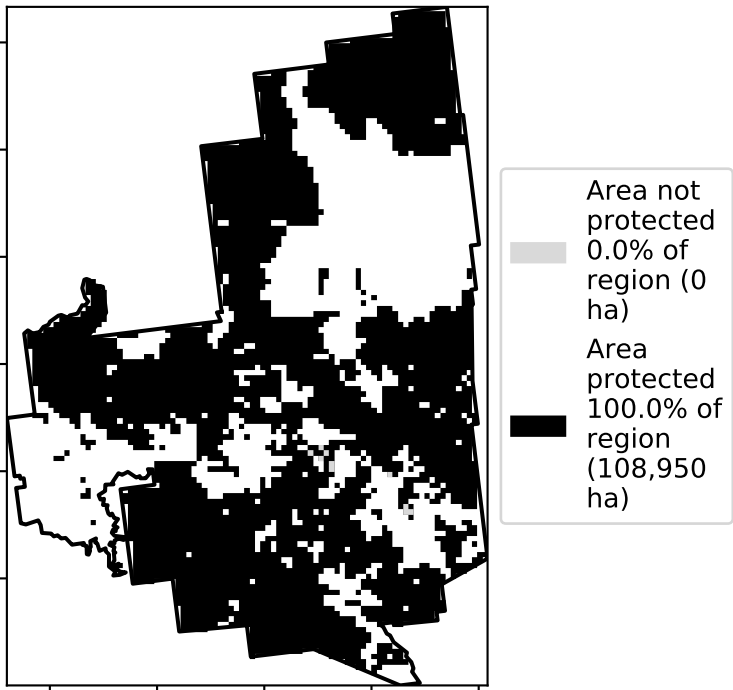 Area not
protected
0.0% of
region (0
ha)
Area
protected
100.0% of
region
(108,950
ha)